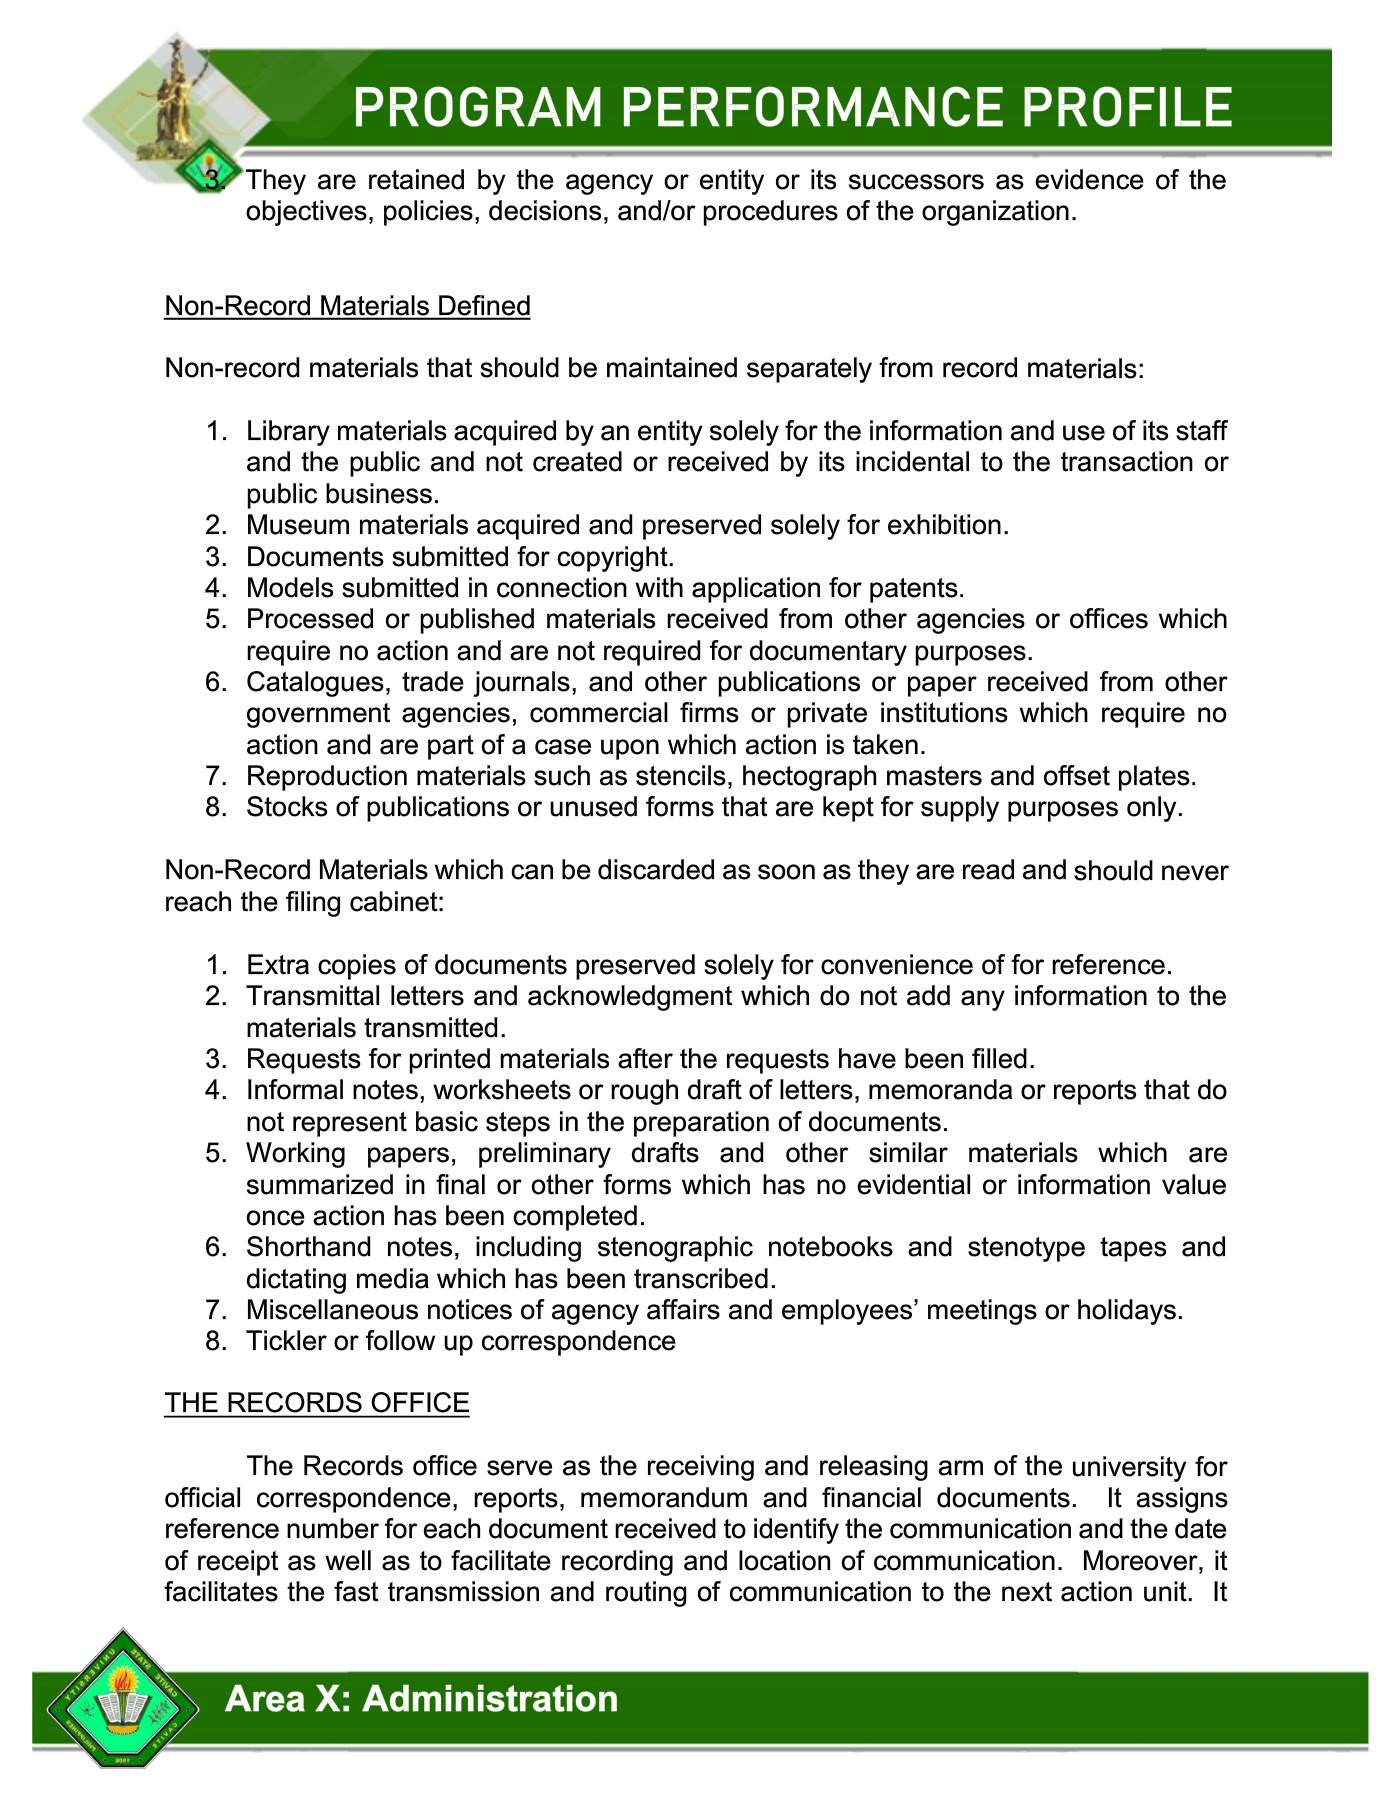 PROGRAM PERFORMANCE PROFILE
3. They are retained by the agency or entity or its successors as evidence of the
objectives, policies, decisions, and/or procedures of the organization.
Non-Record Materials Defined
Non-record materials that should be maintained separately from record materials:
1. Library materials acquired by an entity solely for the information and use of its staff
and the public and not created or received by its incidental to the transaction or
public business.
2. Museum materials acquired and preserved solely for exhibition.
3. Documents submitted for copyright.
4. Models submitted in connection with application for patents.
5. Processed or published materials received from other agencies or offices which
require no action and are not required for documentary purposes.
6. Catalogues, trade journals, and other publications or paper received from other
government agencies, commercial firms or private institutions which require no
action and are part of a case upon which action is taken.
7. Reproduction materials such as stencils, hectograph masters and offset plates.
8. Stocks of publications or unused forms that are kept for supply purposes only.
Non-Record Materials which can be discarded as soon as they are read and should never
reach the filing cabinet:
1. Extra copies of documents preserved solely for convenience of for reference.
2. Transmittal letters and acknowledgment which do not add any information to the
materials transmitted.
3. Requests for printed materials after the requests have been filled.
4. Informal notes, worksheets or rough draft of letters, memoranda or reports that do
not represent basic steps in the preparation of documents.
5. Working papers, preliminary drafts and other similar materials which are
summarized in final or other forms which has no evidential or information value
once action has been completed.
6. Shorthand notes, including stenographic notebooks and stenotype tapes and
dictating media which has been transcribed.
7. Miscellaneous notices of agency affairs and employees’ meetings or holidays.
8. Tickler or follow up correspondence
THE RECORDS OFFICE
The Records office serve as the receiving and releasing arm of the university for
official correspondence, reports, memorandum and financial documents. It assigns
reference number for each document received to identify the communication and the date
of receipt as well as to facilitate recording and location of communication. Moreover, it
facilitates the fast transmission and routing of communication to the next action unit. It
CAVITE STATE UNIVERSITY
CAVITE
PHILIPPINES
1906
Area X: Administration